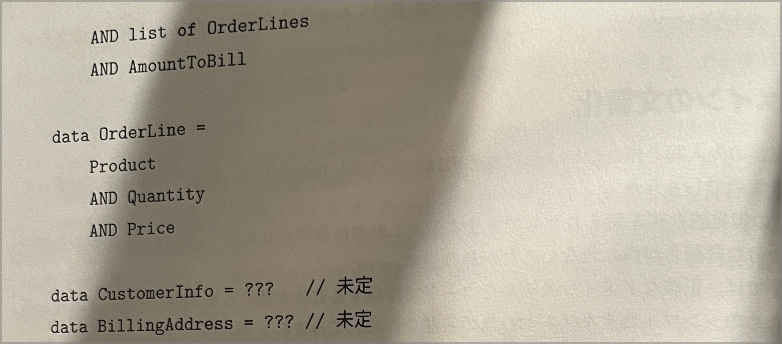 AND list of OrderLines
AND AmountToBill
data OrderLine =
Product
AND Quantity
AND Price
data CustomerInfo = ??? // 未定
data BillingAddress = ??? // 未定